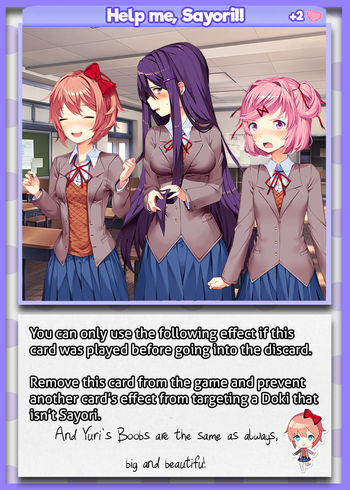 Help me, Sayori!!
+2
You can only use the following effect if this
card was played before going into the discard.
Remove this card from the game and prevent
another card's effect from targeting a Doki that
isn't Sayori.
And Yuri's Boobs are the same as always,
big and beautiful!